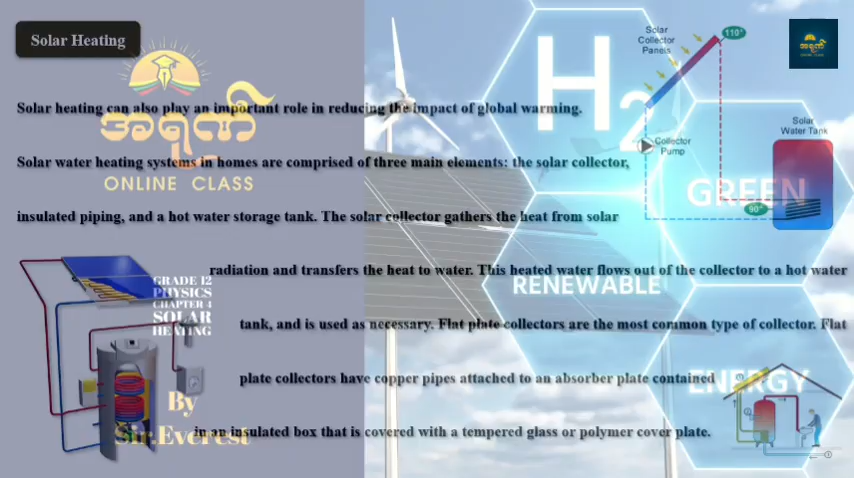 Solar Heating
Solar Collector Panels
110°
အရုဏ်
ONLINE CLASS
H2
Solar heating can also play an important role in reducing the impact of global warming.
Collector Pump
Solar Water Tank
Solar water heating systems in homes are comprised of three main elements: the solar collector,
GREEN
90°
insulated piping, and a hot water storage tank. The solar collector gathers the heat from solar
radiation and transfers the heat to water. This heated water flows out of the collector to a hot water
RENEWABLE
GRADE 12
PHYSICS
CHAPTER 4
SOLAR
HEATING
tank, and is used as necessary. Flat plate collectors are the most common type of collector. Flat
plate collectors have copper pipes attached to an absorber plate contained
ENERGY
By
Sir.Everest
in an insulated box that is covered with a tempered glass or polymer cover plate.